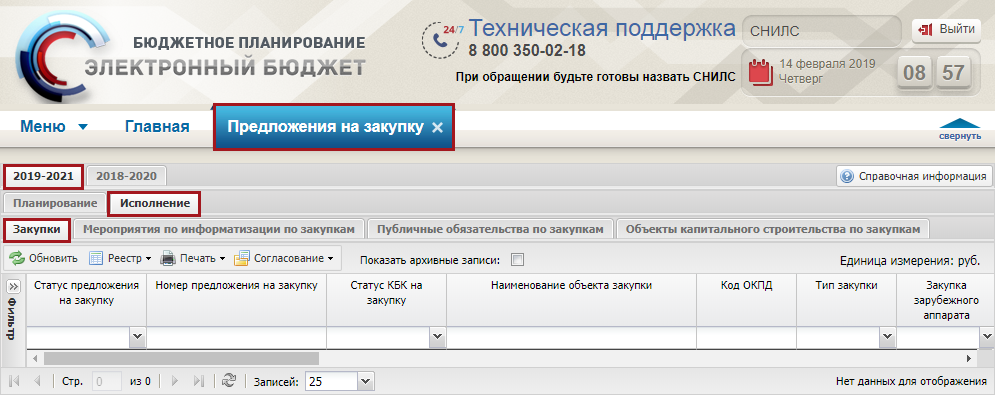 БЮДЖЕТНОЕ ПЛАНИРОВАНИЕ
ЭЛЕКТРОННЫЙ БЮДЖЕТ
24/7 Техническая поддержка
8 800 350-02-18
При обращении будьте готовы назвать СНИЛС
СНИЛС
Выйти
14 февраля 2019
Четверг
08 57
Меню Главная Предложения на закупку
свернуть
2019-2021 2018-2020 Справочная информация
Планирование Исполнение
Закупки Мероприятия по информатизации по закупкам Публичные обязательства по закупкам Объекты капитального строительства по закупкам
Обновить Реестр Печать Согласование Показать архивные записи: Единица измерения: руб.
Фильтр
Статус предложения на закупку
Номер предложения на закупку
Статус КБК на закупку
Наименование объекта закупки
Код ОКПД
Тип закупки
Закупка зарубежного аппарата
Стр. 0 из 0 Записей: 25 Нет данных для отображения